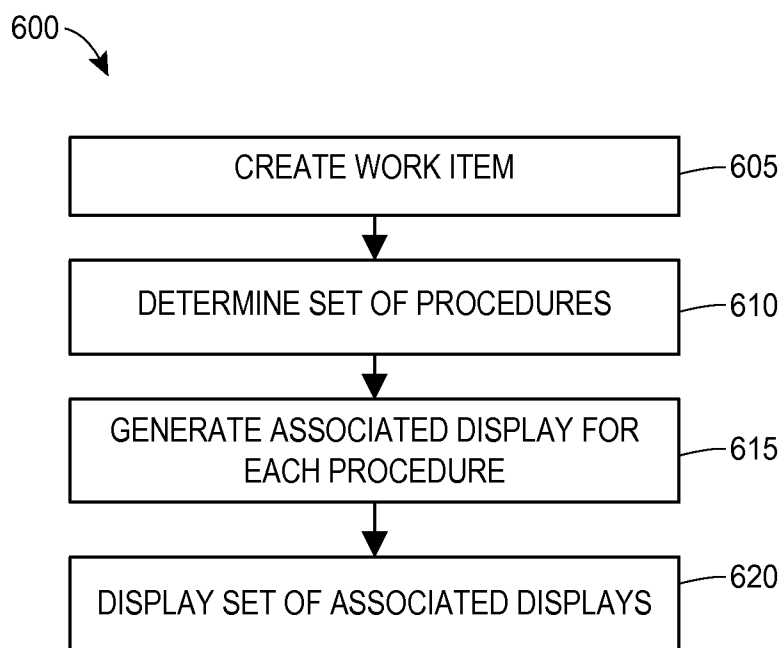 600
CREATE WORK ITEM
605
DETERMINE SET OF PROCEDURES
610
GENERATE ASSOCIATED DISPLAY FOR
EACH PROCEDURE
615
DISPLAY SET OF ASSOCIATED DISPLAYS
620